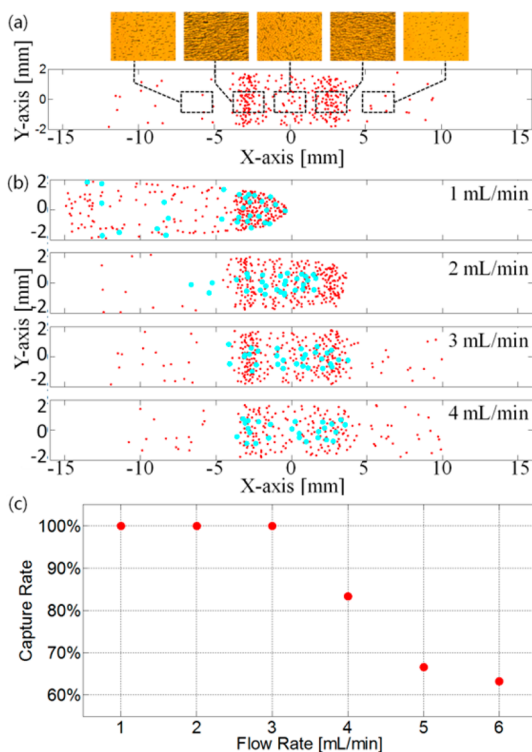 (a)
Y-axis [mm]
2
0
-2
-15 -10 -5 0 5 10 15
X-axis [mm]
(b)
2
0
2
1 mL/min
2
0
2
2 mL/min
Y-axis [mm]
2
0
-2
3 mL/min
2
0
-2
4 mL/min
-15 -10 -5 0 5 10 15
X-axis [mm]
(c)
Capture Rate
100%
90%
80%
70%
60%
1 2 3 4 5 6
Flow Rate [mL/min]